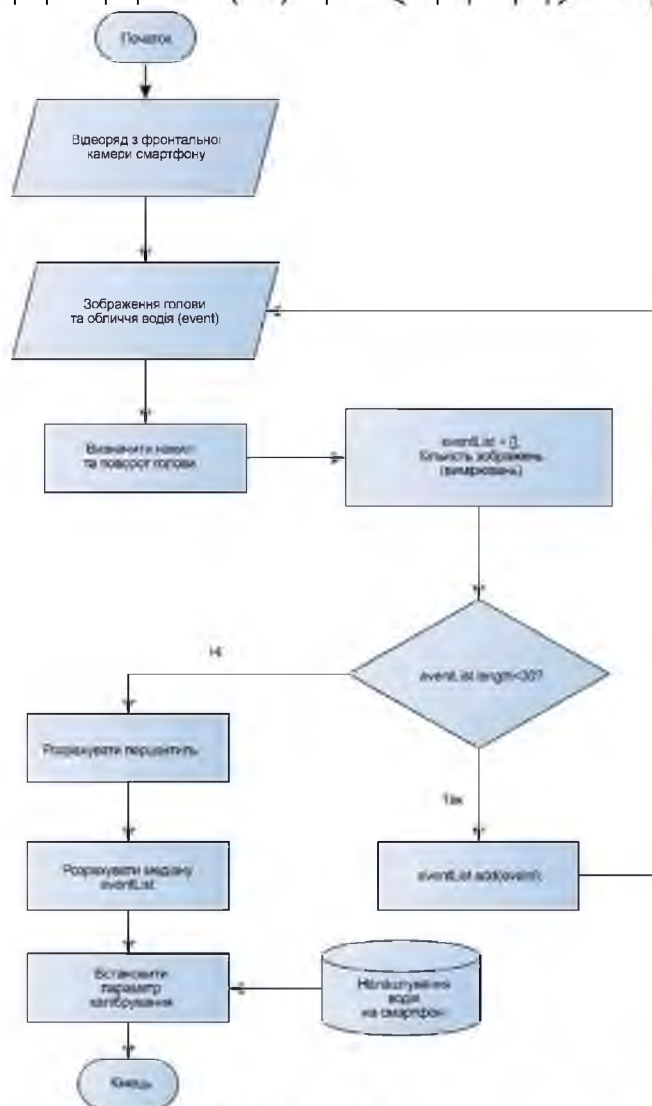 Початок
Відеоряд з фронтальної
камери смартфону
Зображення голови
та обличчя водія (event)
Визначити нахил
та поворот голови
eventList = [];
Кількість зображень
(вимірювань)
eventList.length<30?
Ні
Так
Розрахувати перцентиль
Розрахувати медіану
eventList
eventList.add(event);
Встановити
параметр
калібрування
Налаштування
водія
на смартфоні
Кінець